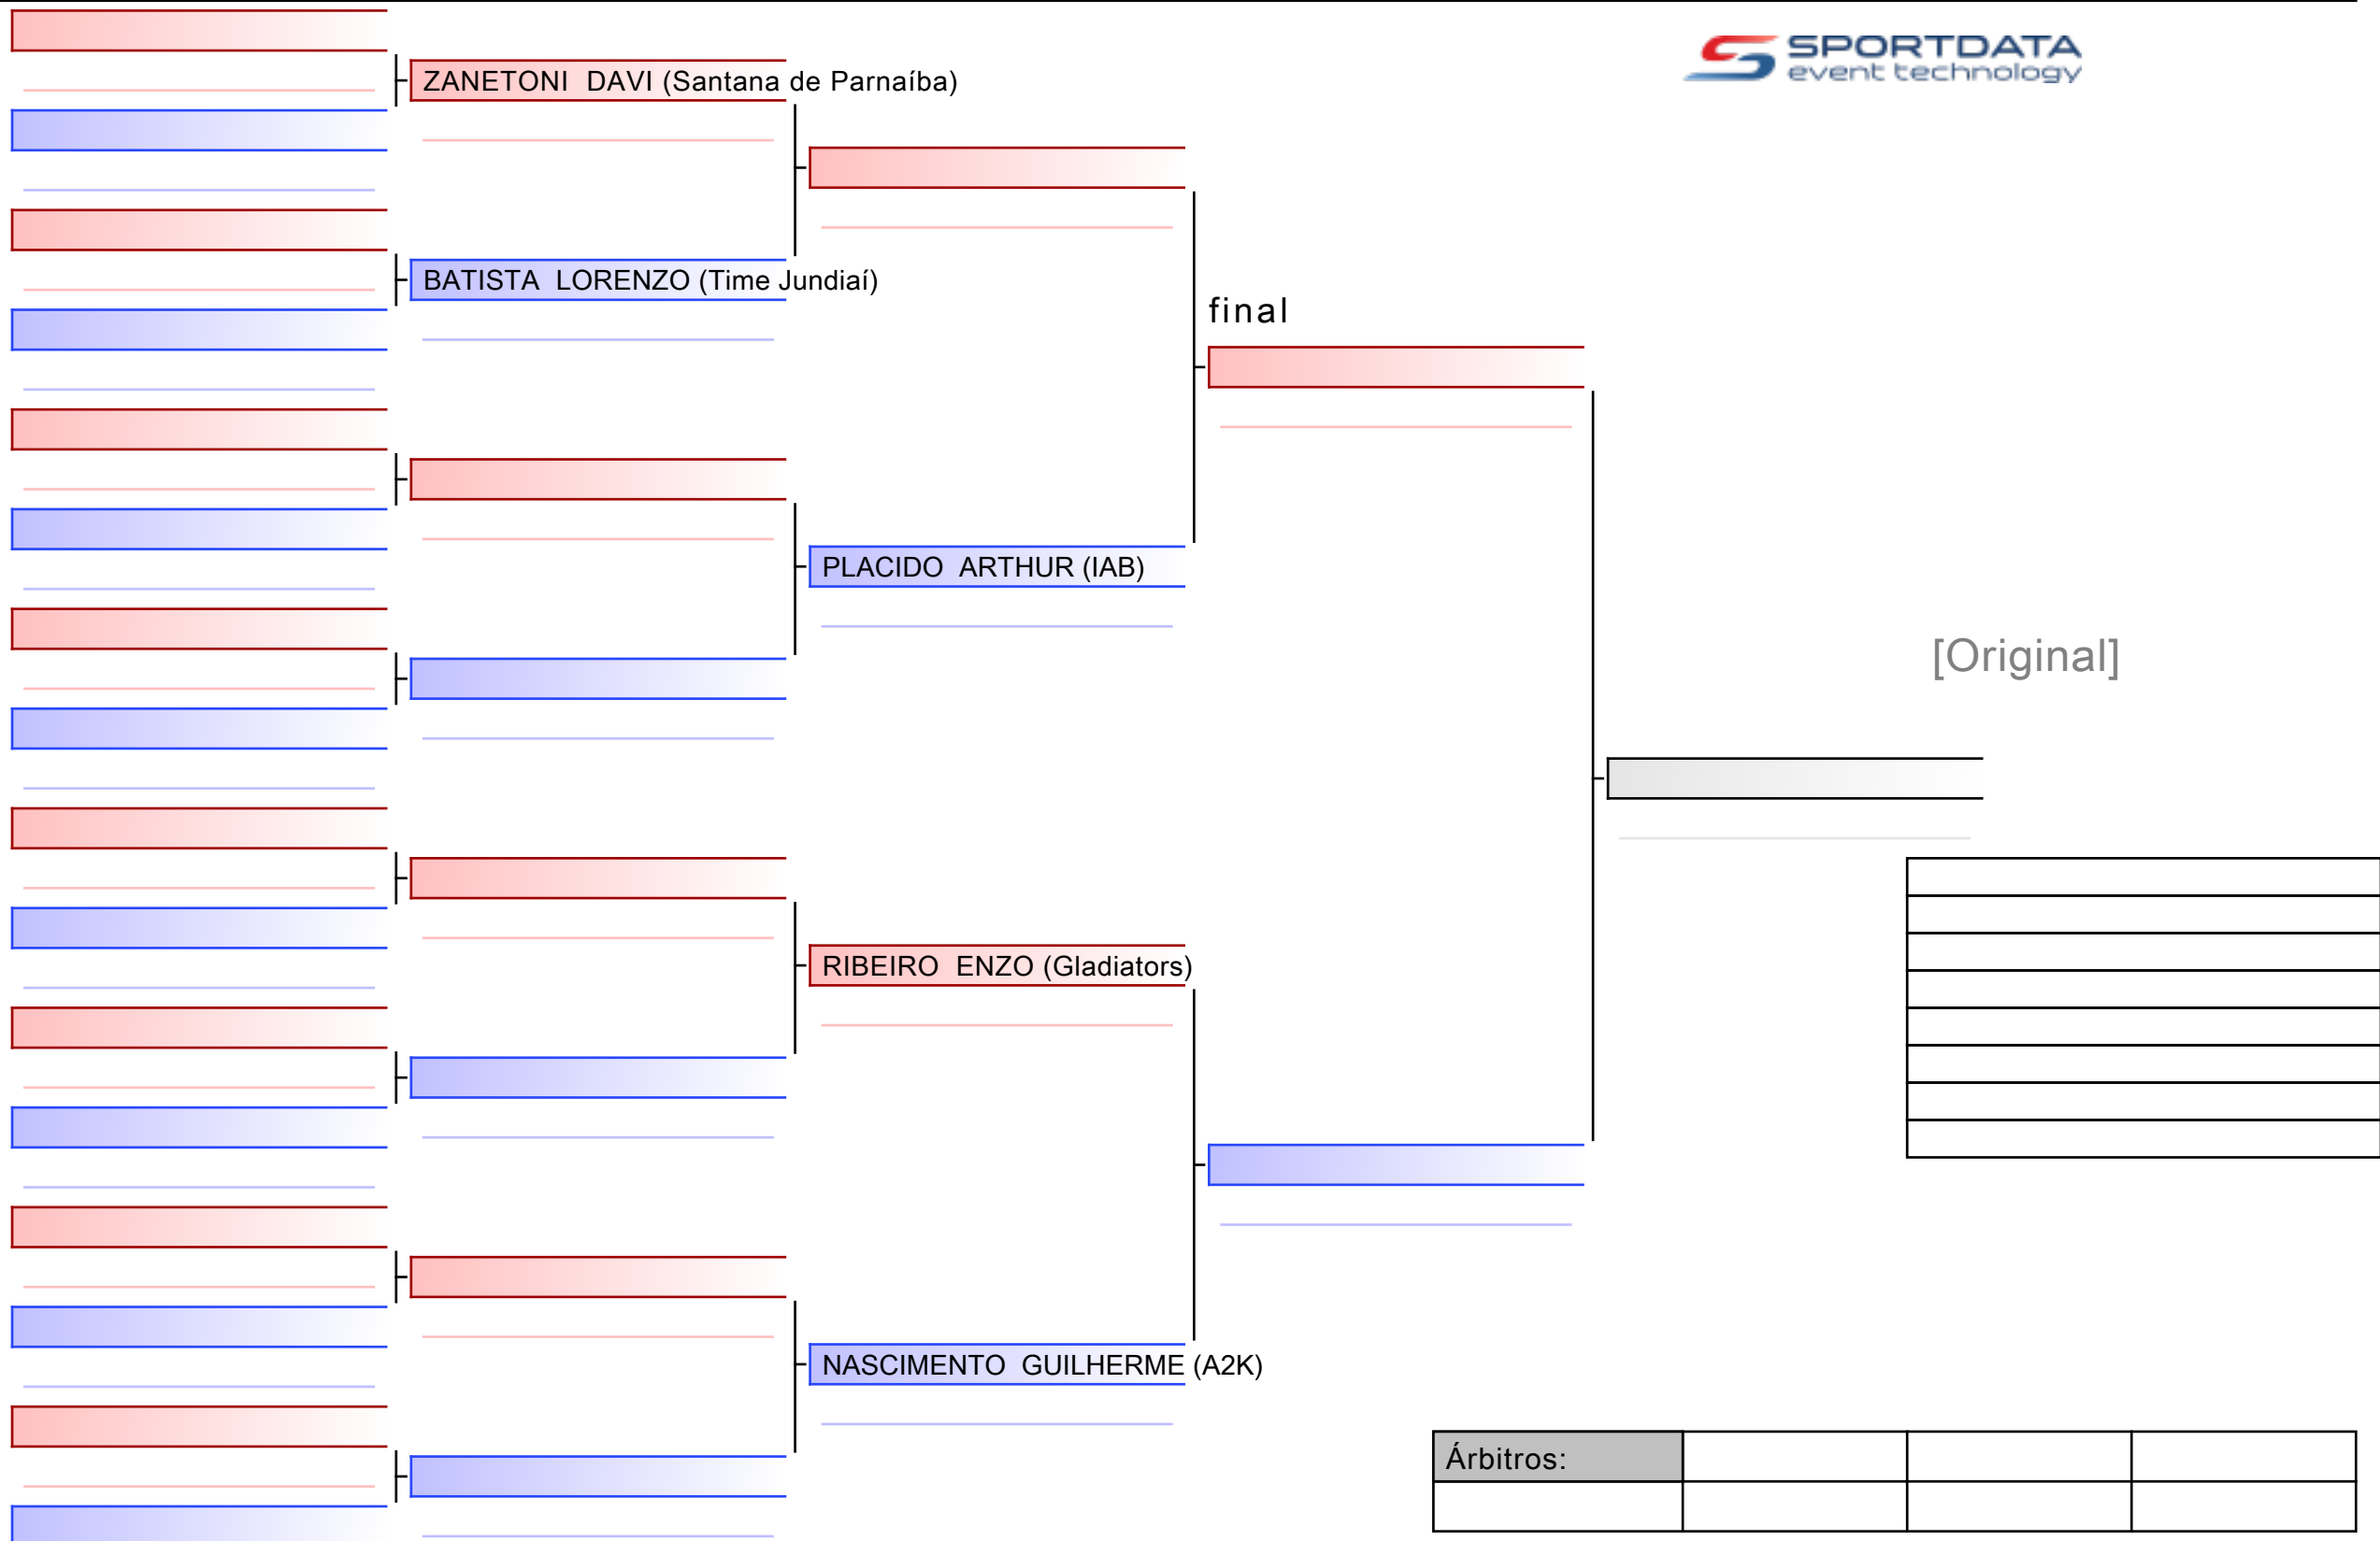 SPORTDATA
event technology
ZANETONI  DAVI (Santana de Parnaíba)
BATISTA  LORENZO (Time Jundiaí)
final
PLACIDO  ARTHUR (IAB)
[Original]
RIBEIRO  ENZO (Gladiators)
NASCIMENTO  GUILHERME (A2K)
Árbitros: